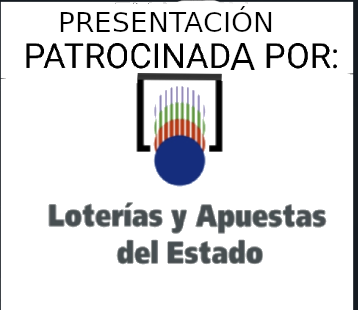 PRESENTACIÓN
PATROCINADA POR:
Loterías y Apuestas
del Estado